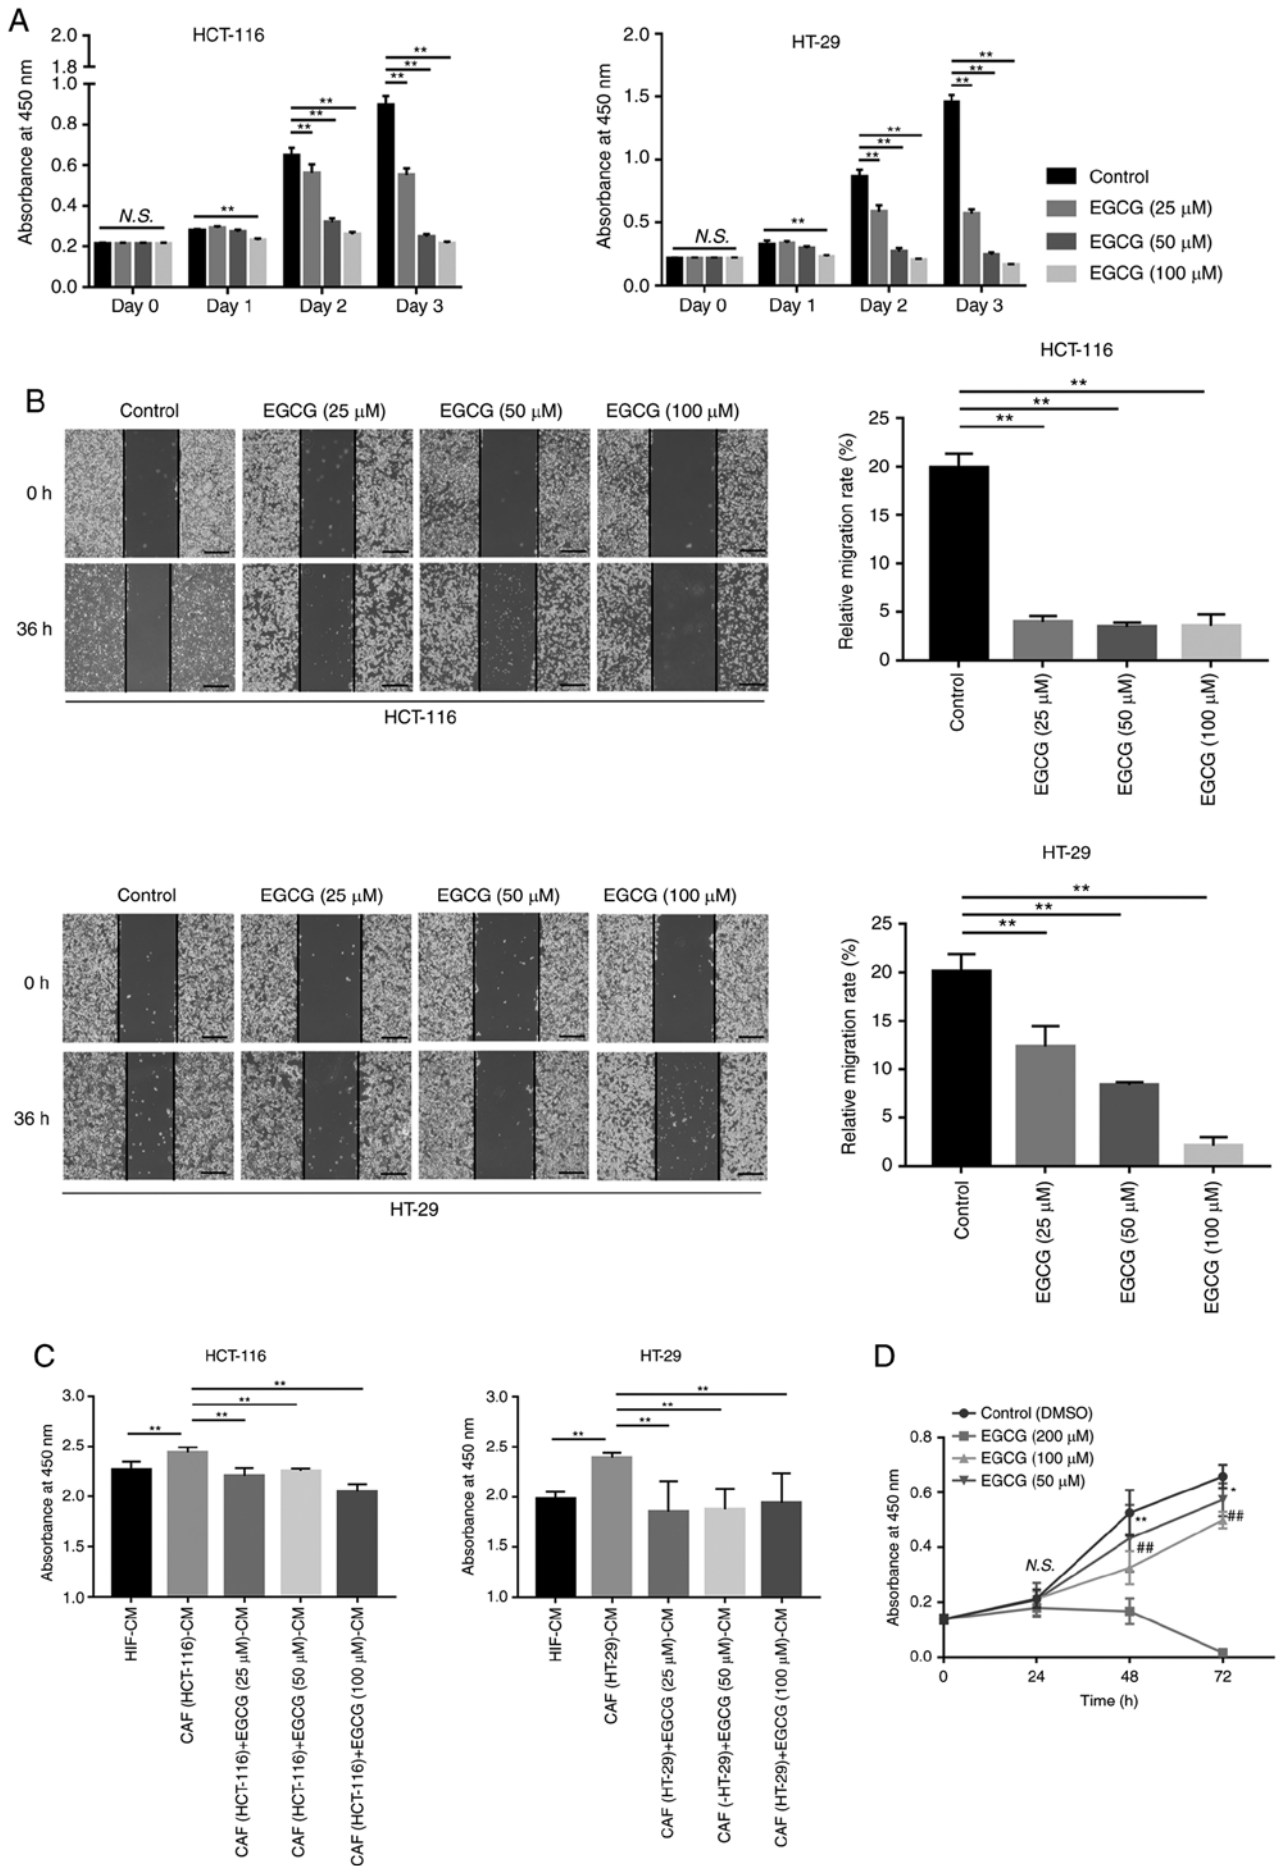 A
HCT-116
Absorbance at 450 nm
2.0
1.8
1.0
0.8
0.6
0.4
0.2
0.0
N.S.
**
**
**
**
**
**
**
Day 0
Day 1
Day 2
Day 3
HT-29
Absorbance at 450 nm
2.0
1.5
1.0
0.5
0.0
N.S.
**
**
**
**
**
**
**
Day 0
Day 1
Day 2
Day 3
Control
EGCG (25 μM)
EGCG (50 μM)
EGCG (100 μM)
B
Control
EGCG (25 μM)
EGCG (50 μM)
EGCG (100 μM)
0 h
36 h
HCT-116
HCT-116
Relative migration rate (%)
25
20
15
10
5
0
**
**
**
Control
EGCG (25 μM)
EGCG (50 μM)
EGCG (100 μM)
Control
EGCG (25 μM)
EGCG (50 μM)
EGCG (100 μM)
0 h
36 h
HT-29
HT-29
Relative migration rate (%)
25
20
15
10
5
0
**
**
**
Control
EGCG (25 μM)
EGCG (50 μM)
EGCG (100 μM)
C
HCT-116
Absorbance at 450 nm
3.0
2.5
2.0
1.5
1.0
**
**
**
**
HIF-CM
CAF (HCT-116)-CM
CAF (HCT-116)+EGCG (25 μM)-CM
CAF (HCT-116)+EGCG (50 μM)-CM
CAF (HCT-116)+EGCG (100 μM)-CM
HT-29
Absorbance at 450 nm
3.0
2.5
2.0
1.5
1.0
**
**
**
**
HIF-CM
CAF (HT-29)-CM
CAF (HT-29)+EGCG (25 μM)-CM
CAF (-HT-29)+EGCG (50 μM)-CM
CAF (HT-29)+EGCG (100 μM)-CM
D
Control (DMSO)
EGCG (200 μM)
EGCG (100 μM)
EGCG (50 μM)
Absorbance at 450 nm
0.8
0.6
0.4
0.2
0.0
N.S.
**
##
*
##
0
24
48
72
Time (h)